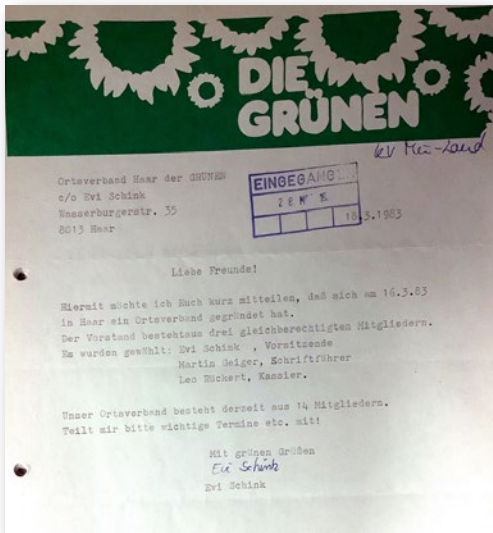 DIE
GRÜNEN
KV Mü-Land
Ortsverband Haar der GRÜNEN
c/o Evi Schink
Wasserburgerstr. 35
8013 Haar
EINGEGANG
18.3.1983
Liebe Freunde!
Hiermit möchte ich Euch kurz mitteilen, daß sich am 16.3.83
in Haar ein Ortsverband gegründet hat.
Der Vorstand bestehtaus drei gleichberechtigten Mitgliedern.
Es wurden gewählt: Evi Schink , Vorsitzende
Martin Geiger, Schriftführer
Leo Rückert, Kassier.
Unser Ortsverband besteht derzeit aus 14 Mitgliedern.
Teilt mir bitte wichtige Termine etc. mit!
Mit grünen Grüßen
Evi Schink
Evi Schink